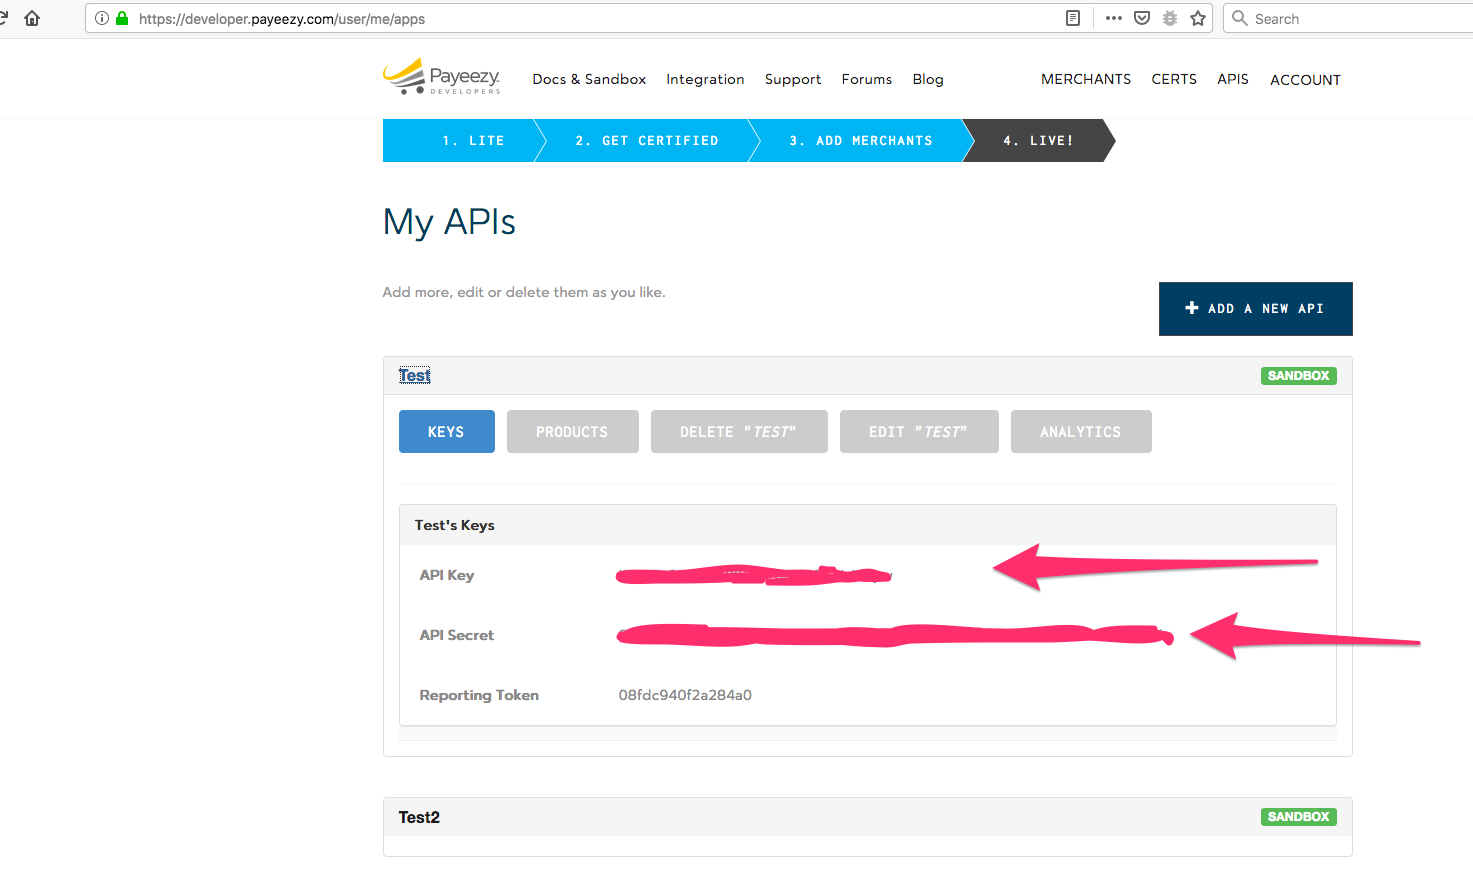 https://developer.payeezy.com/user/me/apps
Search
Payeezy
DEVELOPERS
Docs & Sandbox Integration Support Forums Blog MERCHANTS CERTS APIS ACCOUNT
1. LITE 2. GET CERTIFIED 3. ADD MERCHANTS 4. LIVE!
My APIs
Add more, edit or delete them as you like.
ADD A NEW API
Test SANDBOX
KEYS PRODUCTS DELETE "TEST" EDIT "TEST" ANALYTICS
Test's Keys
API Key
API Secret
Reporting Token 08fdc940f2a284a0
Test2 SANDBOX